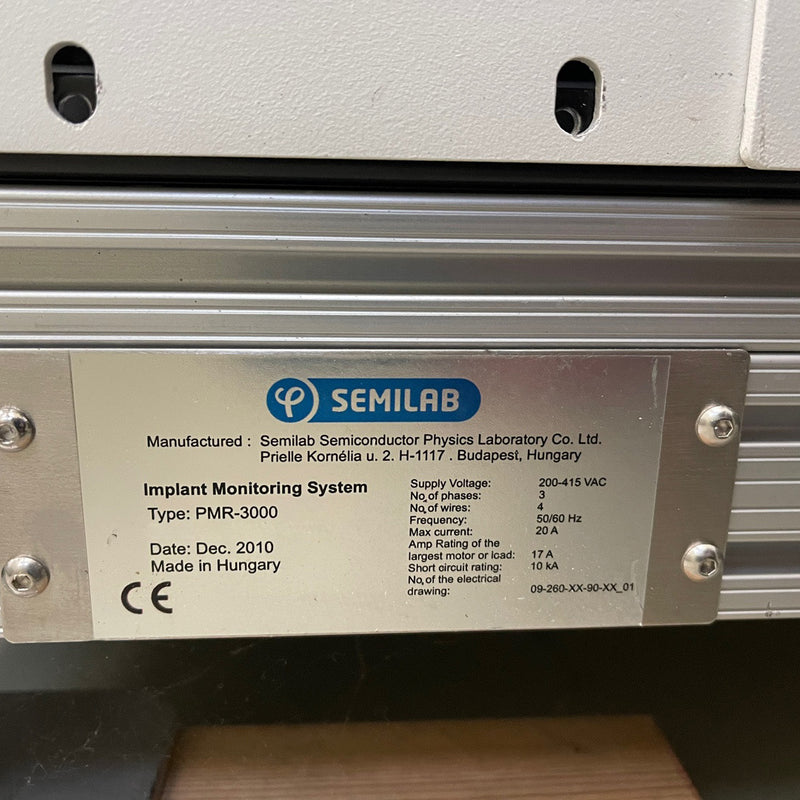 SEMILAB
Manufactured : Semilab Semiconductor Physics Laboratory Co. Ltd.
Prielle Kornélia u. 2. H-1117 . Budapest, Hungary
Implant Monitoring System
Type: PMR-3000
Date: Dec. 2010
Made in Hungary
CE
Supply Voltage: 200-415 VAC
No, of phases: 3
No, of wires: 4
Frequency: 50/60 Hz
Max current: 20 A
Amp Rating of the
largest motor or load: 17 A
Short circuit rating: 10 kA
No, of the electrical
drawing: 09-260-XX-90-XX_01